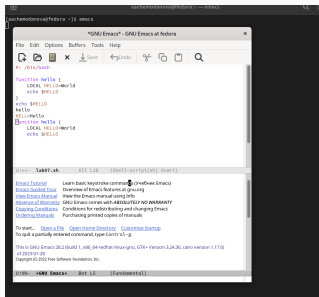 aschemodanova@fedora:~ — emacs
[aschemodanova@fedora ~]$ emacs
*GNU Emacs* - GNU Emacs at fedora
File Edit Options Buffers Tools Help
Save Undo
#! /bin/bash
function hello {
LOCAL HELLO=World
echo $HELLO
}
echo $HELLO
hello
HELL=Hello
function hello {
LOCAL HELLO=World
echo $HELLO
lab07.sh All L10 (Shell-script[sh] Ovwrt)
Emacs Tutorial Learn basic keystroke commands (Учебник Emacs)
Emacs Guided Tour Overview of Emacs features at gnu.org
View Emacs Manual View the Emacs manual using Info
Absence of Warranty GNU Emacs comes with ABSOLUTELY NO WARRANTY
Copying Conditions Conditions for redistributing and changing Emacs
Ordering Manuals Purchasing printed copies of manuals
To start... Open a File Open Home Directory Customize Startup
To quit a partially entered command, type Control-g.
This is GNU Emacs 28.2 (build 1, x86_64-redhat-linux-gnu, GTK+ Version 3.24.36, cairo version 1.17.6)
of 2023-01-28
Copyright (C) 2022 Free Software Foundation, Inc.
U:%%- *GNU Emacs* Bot L5 (Fundamental)